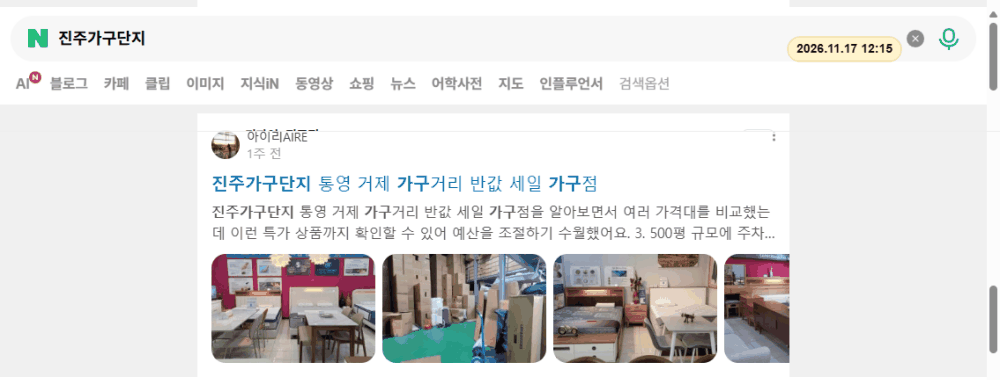 N 진주가구단지
2026.11.17 12:15
AI N 블로그 카페 클립 이미지 지식iN 동영상 쇼핑 뉴스 어학사전 지도 인플루언서 검색옵션
아이리AIRE
1주 전
진주가구단지 통영 거제 가구거리 반값 세일 가구점
진주가구단지 통영 거제 가구거리 반값 세일 가구점을 알아보면서 여러 가격대를 비교했는
데 이런 특가 상품까지 확인할 수 있어 예산을 조절하기 수월했어요. 3. 500평 규모에 주차...